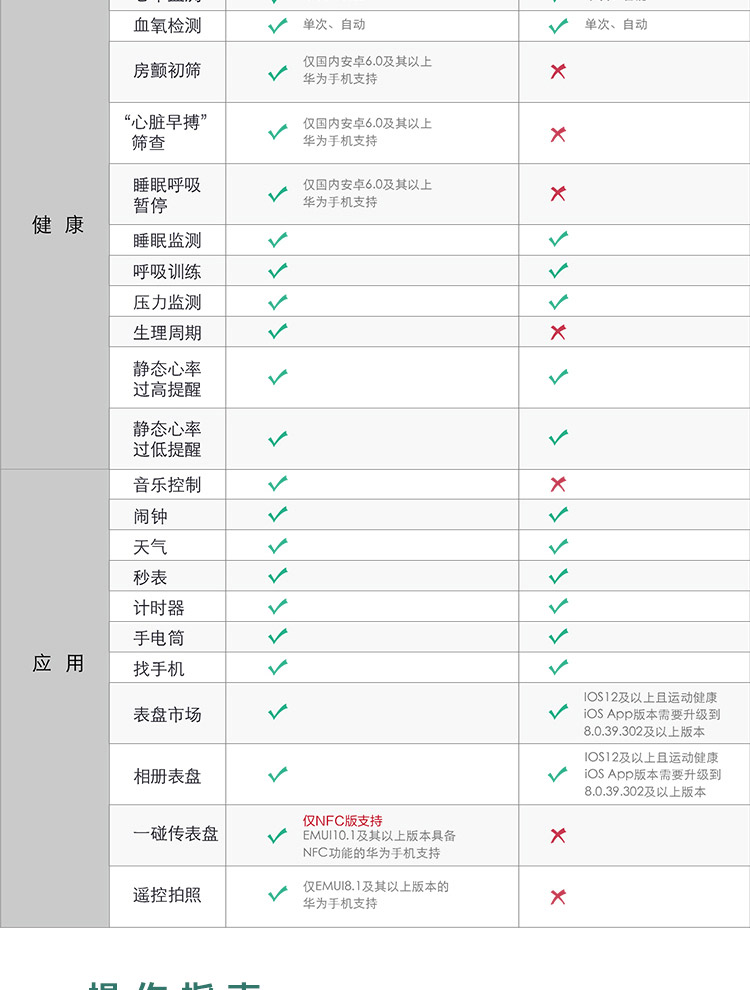 血氧检测
单次、自动
单次、自动
房颤初筛
仅国内安卓6.0及其以上
华为手机支持
“心脏早搏”
筛查
仅国内安卓6.0及其以上
华为手机支持
睡眠呼吸
暂停
仅国内安卓6.0及其以上
华为手机支持
健康
睡眠监测
呼吸训练
压力监测
生理周期
静态心率
过高提醒
静态心率
过低提醒
音乐控制
闹钟
天气
秒表
计时器
手电筒
应用
找手机
表盘市场
IOS12及以上且运动健康
iOS App版本需要升级到
8.0.39.302及以上版本
相册表盘
IOS12及以上且运动健康
iOS App版本需要升级到
8.0.39.302及以上版本
一碰传表盘
仅NFC版支持
EMUI10.1及其以上版本具备
NFC功能的华为手机支持
遥控拍照
仅EMUI8.1及其以上版本的
华为手机支持